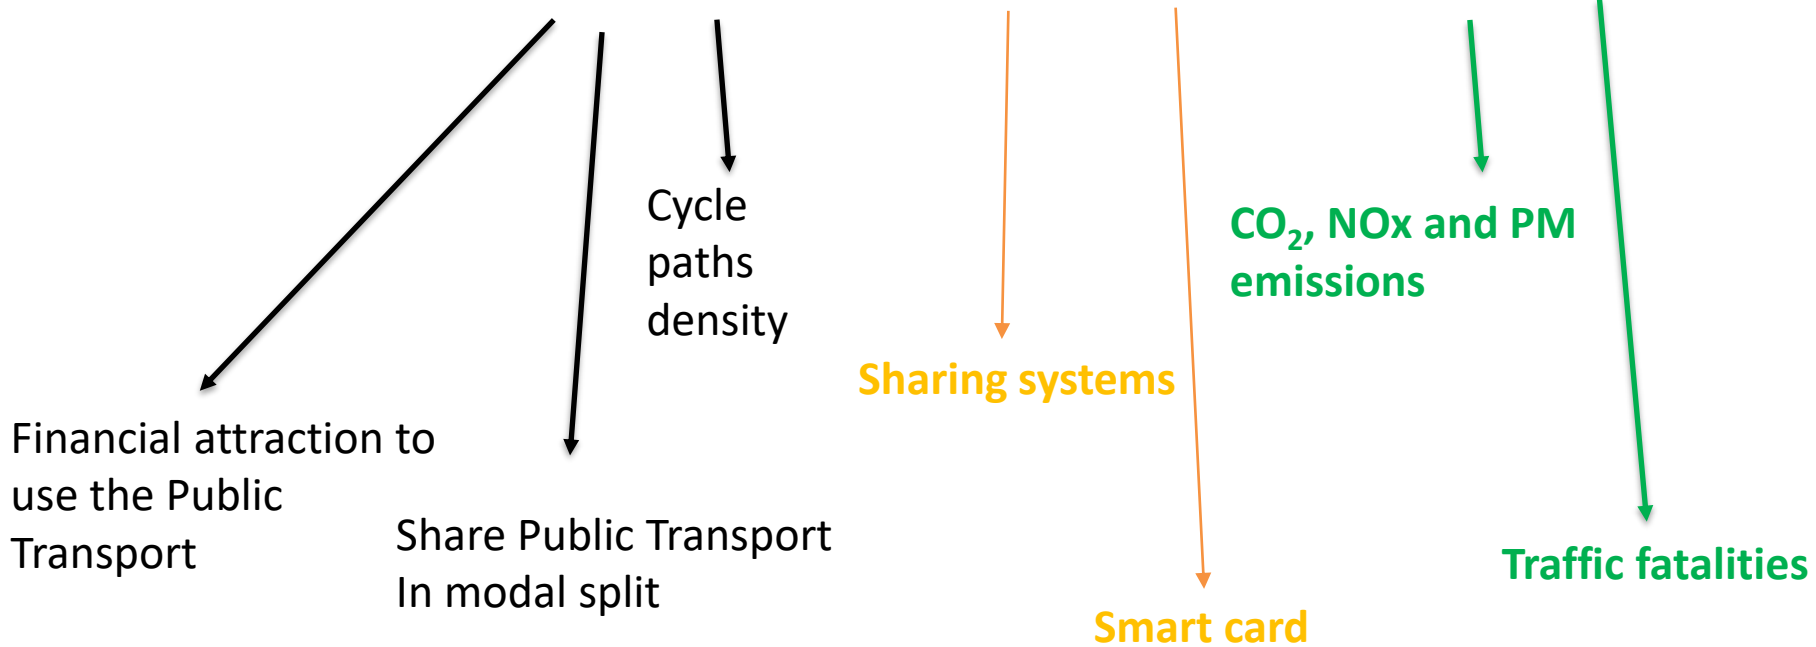 Cycle
paths
density
CO₂, NOx and PM
emissions
Sharing systems
Financial attraction to
use the Public
Transport
Share Public Transport
In modal split
Traffic fatalities
Smart card